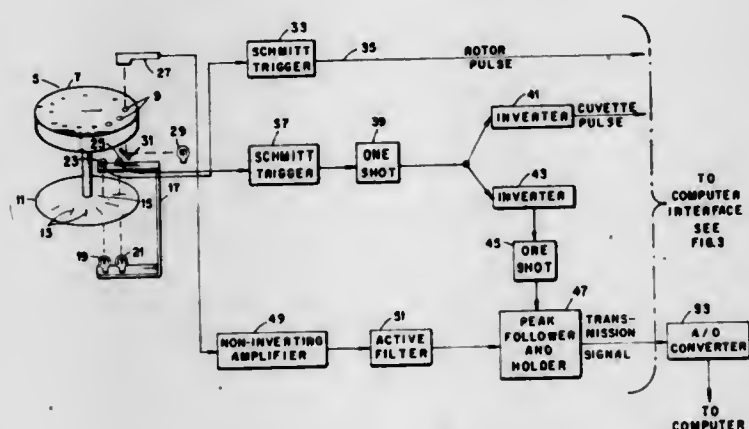 33
SCHMITT
TRIGGER
35
ROTOR
PULSE
27
5
7
9
25
31
29
23
11
13
15
17
19
21
37
SCHMITT
TRIGGER
39
ONE
SHOT
41
INVERTER
CUVETTE
PULSE
43
INVERTER
45
ONE
SHOT
47
PEAK
FOLLOWER
AND
HOLDER
TRANS-
MISSION
SIGNAL
49
NON-INVERTING
AMPLIFIER
51
ACTIVE
FILTER
TO
COMPUTER
INTERFACE
SEE
FIG.3
53
A/D
CONVERTER
TO
COMPUTER